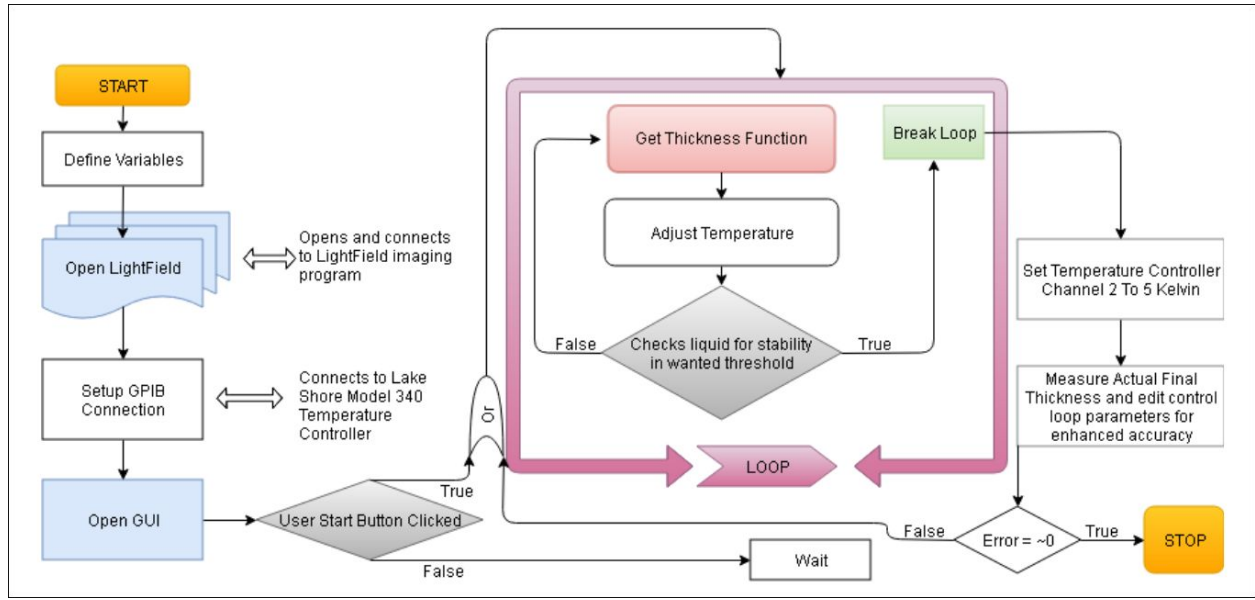 START
Define Variables
Open LightField
Opens and connects
to LightField imaging
program
Setup GPIB
Connection
Connects to Lake
Shore Model 340
Temperature
Controller
Open GUI
User Start Button Clicked
True
False
Wait
Or
Get Thickness Function
Adjust Temperature
Checks liquid for stability
in wanted threshold
False
True
Break Loop
LOOP
Set Temperature Controller
Channel 2 To 5 Kelvin
Measure Actual Final
Thickness and edit control
loop parameters for
enhanced accuracy
Error = ~0
False
True
STOP